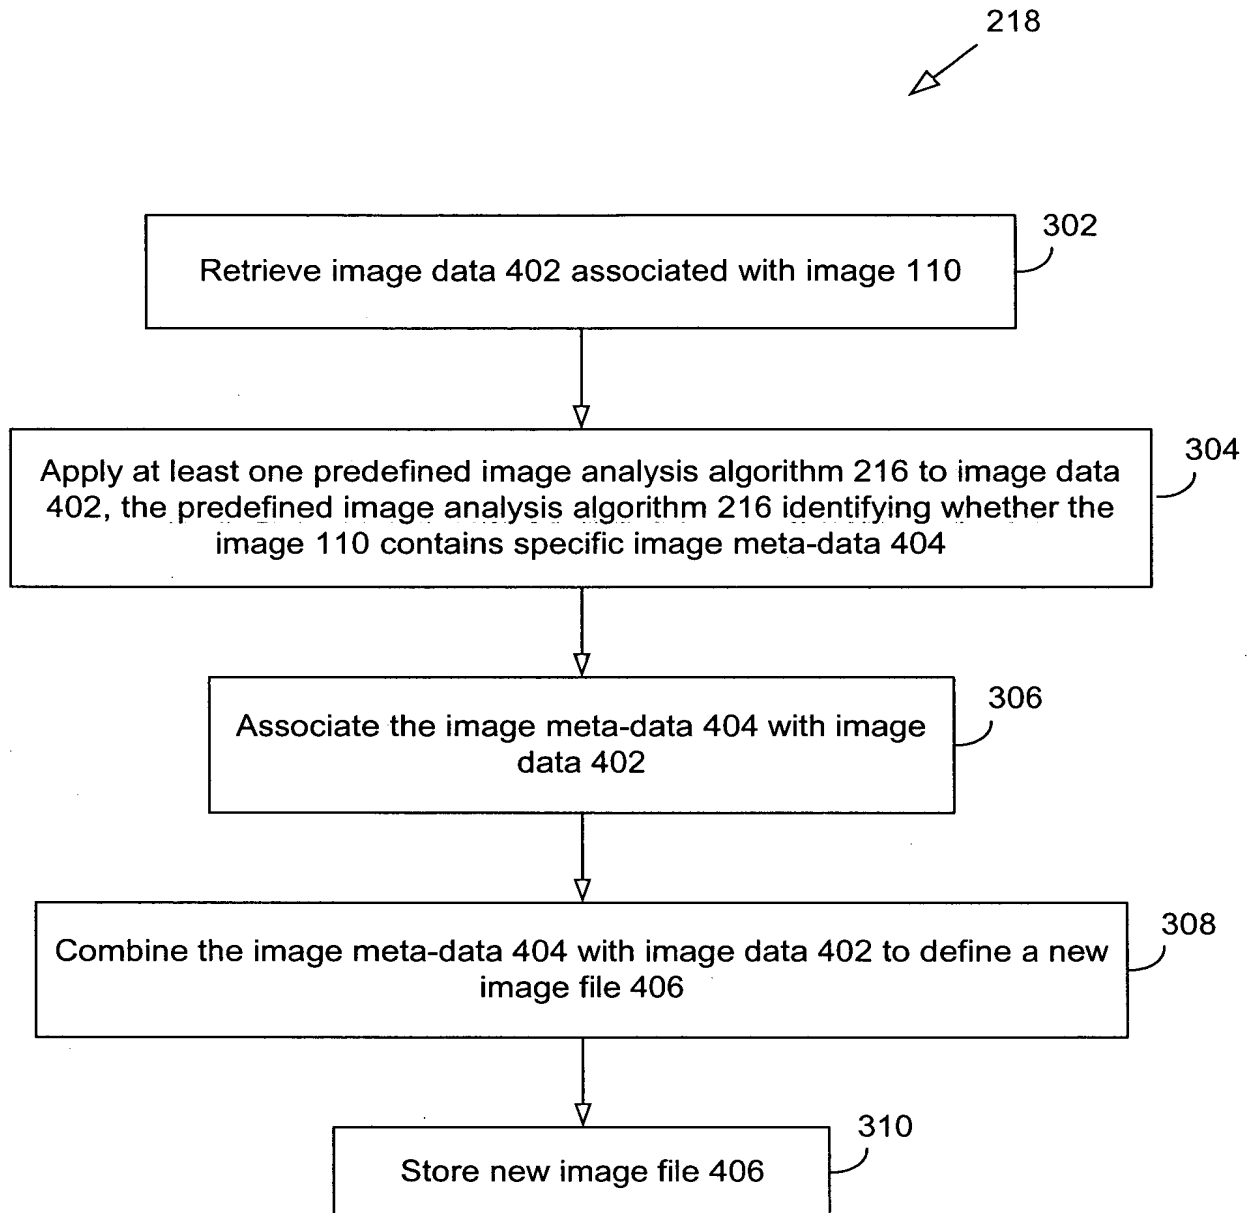 218
302
Retrieve image data 402 associated with image 110
304
Apply at least one predefined image analysis algorithm 216 to image data
402, the predefined image analysis algorithm 216 identifying whether the
image 110 contains specific image meta-data 404
306
Associate the image meta-data 404 with image
data 402
308
Combine the image meta-data 404 with image data 402 to define a new
image file 406
310
Store new image file 406